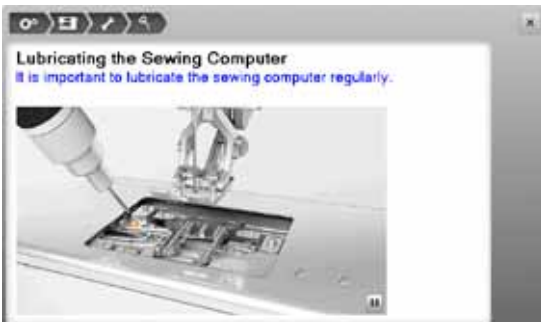 Lubricating the Sewing Computer
It is important to lubricate the sewing computer regularly.